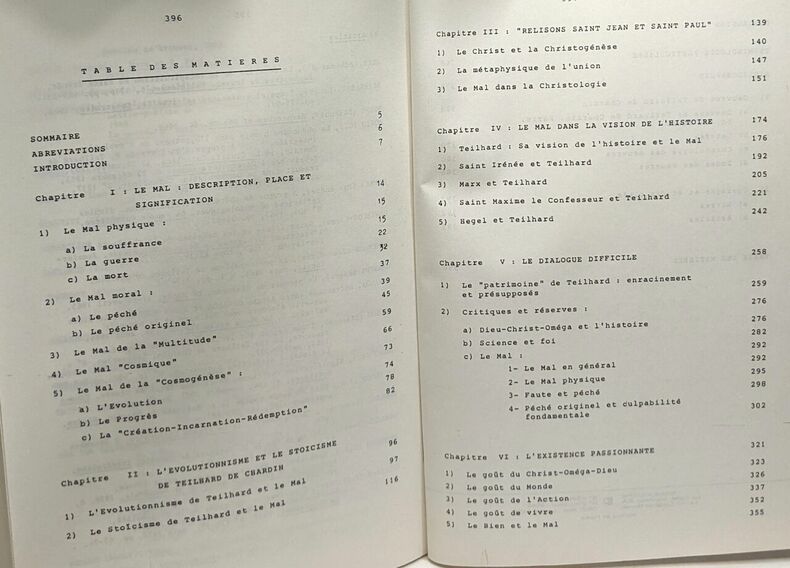 396
TABLE DES MATIERES
SOMMAIRE 5
ABREVIATIONS 6
INTRODUCTION 7
Chapitre I : LE MAL : DESCRIPTION, PLACE ET
SIGNIFICATION 14
1) Le Mal physique : 15
a) La souffrance 15
b) La guerre 22
c) La mort 32
2) Le Mal moral : 37
a) Le péché 39
b) Le péché originel 45
3) Le Mal de la "Multitude" 59
4) Le Mal "Cosmique" 66
5) Le Mal de la "Cosmogénèse" : 73
a) L'Evolution 74
b) Le Progrès 78
c) La "Création-Incarnation-Rédemption" 82
Chapitre II : L'EVOLUTIONNISME ET LE STOICISME
DE TEILHARD DE CHARDIN 96
1) L'Evolutionnisme de Teilhard et le Mal 97
2) Le Stoïcisme de Teilhard et le Mal 116
Chapitre III : "RELISONS SAINT JEAN ET SAINT PAUL" 139
1) Le Christ et la Christogénèse 140
2) La métaphysique de l'union 147
3) Le Mal dans la Christologie 151
Chapitre IV : LE MAL DANS LA VISION DE L'HISTOIRE 174
1) Teilhard : Sa vision de l'histoire et le Mal 176
2) Saint Irénée et Teilhard 192
3) Marx et Teilhard 205
4) Saint Maxime le Confesseur et Teilhard 221
5) Hegel et Teilhard 242
Chapitre V : LE DIALOGUE DIFFICILE 258
1) Le "patrimoine" de Teilhard : enracinement
et présupposés 259
2) Critiques et réserves : 276
a) Dieu-Christ-Oméga et l'histoire 276
b) Science et foi 282
c) Le Mal : 292
1- Le Mal en général 292
2- Le Mal physique 295
3- Faute et péché 298
4- Péché originel et culpabilité
fondamentale 302
Chapitre VI : L'EXISTENCE PASSIONNANTE 321
1) Le goût du Christ-Oméga-Dieu 323
2) Le goût du Monde 326
3) Le goût de l'Action 337
4) Le goût de vivre 352
5) Le Bien et le Mal 355